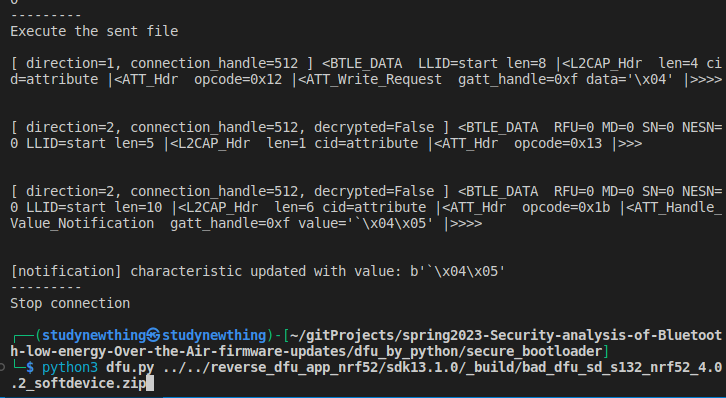 0
---------
Execute the sent file
[ direction=1, connection_handle=512 ] <BTLE_DATA  LLID=start len=8 |<L2CAP_Hdr  len=4 ci
d=attribute |<ATT_Hdr  opcode=0x12 |<ATT_Write_Request  gatt_handle=0xf data='\x04' |>>>>
[ direction=2, connection_handle=512, decrypted=False ] <BTLE_DATA  RFU=0 MD=0 SN=0 NESN=
0 LLID=start len=5 |<L2CAP_Hdr  len=1 cid=attribute |<ATT_Hdr  opcode=0x13 |>>>
[ direction=2, connection_handle=512, decrypted=False ] <BTLE_DATA  RFU=0 MD=0 SN=0 NESN=
0 LLID=start len=10 |<L2CAP_Hdr  len=6 cid=attribute |<ATT_Hdr  opcode=0x1b |<ATT_Handle_
Value_Notification  gatt_handle=0xf value='`\x04\x05' |>>>>
[notification] characteristic updated with value: b'`\x04\x05'
---------
Stop connection
┌──(studynewthing㉿studynewthing)-[~/gitProjects/spring2023-Security-analysis-of-Bluetoot
h-low-energy-Over-the-Air-firmware-updates/dfu_by_python/secure_bootloader]
└─$ python3 dfu.py ../../reverse_dfu_app_nrf52/sdk13.1.0/_build/bad_dfu_sd_s132_nrf52_4.0
.2_softdevice.zip